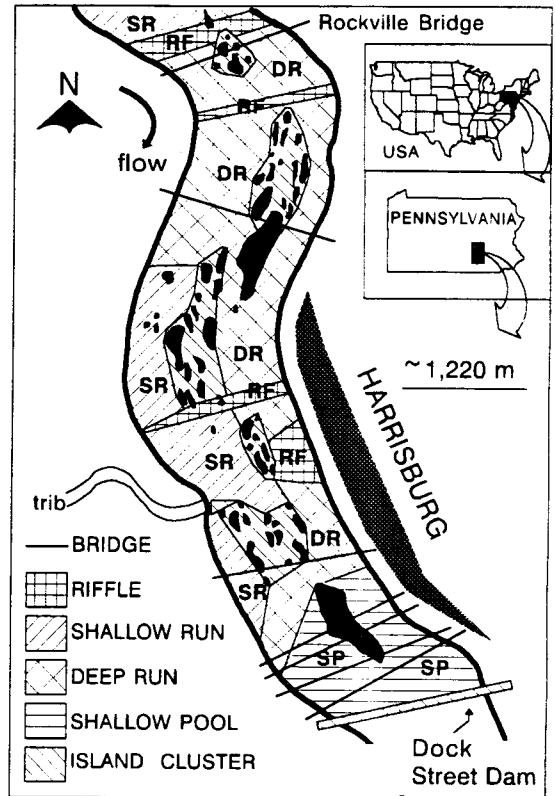 SR
RF
Rockville Bridge
DR
N
RF
flow
USA
DR
PENNSYLVANIA
DR
~1,220 m
SR
RF
HARRISBURG
SR
RF
trib
DR
BRIDGE
SR
RIFFLE
SHALLOW RUN
SP
SP
DEEP RUN
SHALLOW POOL
Dock
Street Dam
ISLAND CLUSTER